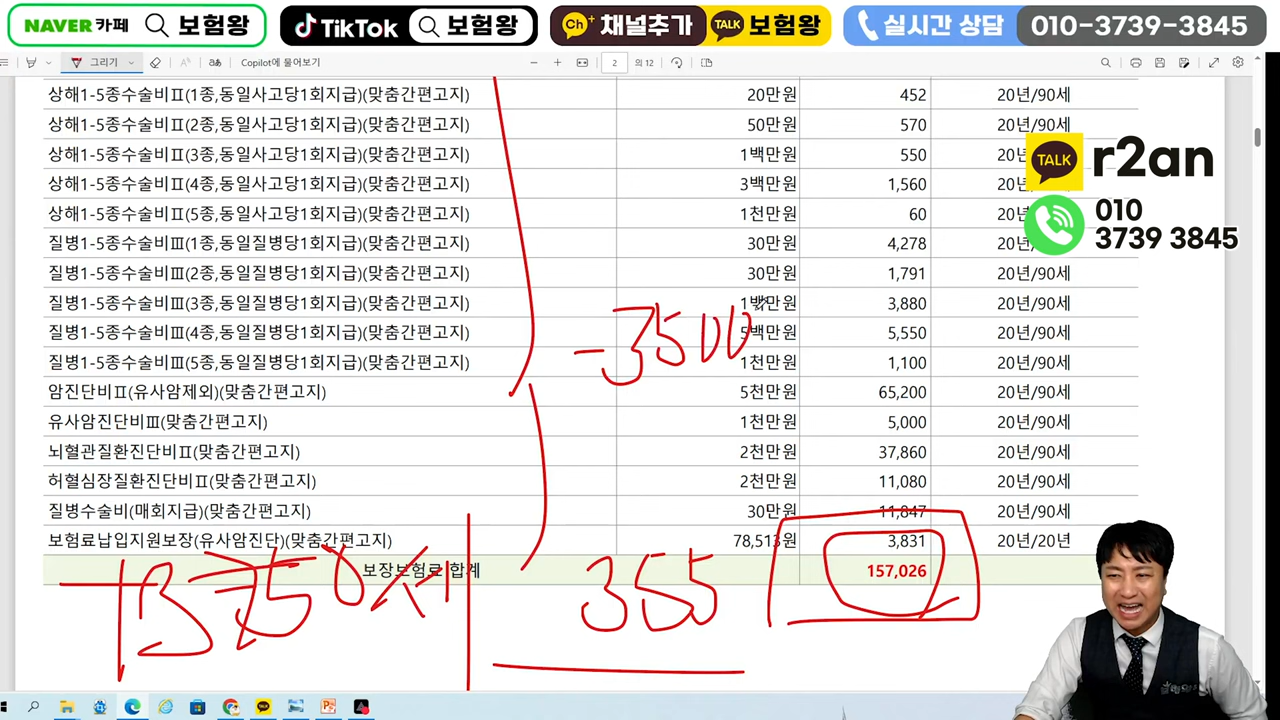 NAVER 카페 보험왕 TikTok 보험왕 Ch+ 채널추가 TALK 보험왕 실시간 상담 010-3739-3845
그리기 Copilot에 물어보기 2 의 12
상해1-5종수술비Ⅱ(1종,동일사고당1회지급)(맞춤간편고지) 20만원 452 20년/90세
상해1-5종수술비Ⅱ(2종,동일사고당1회지급)(맞춤간편고지) 50만원 570 20년/90세
상해1-5종수술비Ⅱ(3종,동일사고당1회지급)(맞춤간편고지) 1백만원 550 20년
상해1-5종수술비Ⅱ(4종,동일사고당1회지급)(맞춤간편고지) 3백만원 1,560 20년
상해1-5종수술비Ⅱ(5종,동일사고당1회지급)(맞춤간편고지) 1천만원 60 20년
TALK r2an
010
3739 3845
질병1-5종수술비Ⅲ(1종,동일질병당1회지급)(맞춤간편고지) 30만원 4,278 20년
질병1-5종수술비Ⅲ(2종,동일질병당1회지급)(맞춤간편고지) 30만원 1,791 20년/90세
질병1-5종수술비Ⅲ(3종,동일질병당1회지급)(맞춤간편고지) 1백만원 3,880 20년/90세
질병1-5종수술비Ⅲ(4종,동일질병당1회지급)(맞춤간편고지) 5백만원 5,550 20년/90세
-3500
질병1-5종수술비Ⅲ(5종,동일질병당1회지급)(맞춤간편고지) 1천만원 1,100 20년/90세
암진단비Ⅱ(유사암제외)(맞춤간편고지) 5천만원 65,200 20년/90세
유사암진단비Ⅲ(맞춤간편고지) 1천만원 5,000 20년/90세
뇌혈관질환진단비Ⅱ(맞춤간편고지) 2천만원 37,860 20년/90세
허혈심장질환진단비Ⅱ(맞춤간편고지) 2천만원 11,080 20년/90세
질병수술비(매회지급)(맞춤간편고지) 30만원 11,847 20년/90세
보험료납입지원보장(유사암진단)(맞춤간편고지) 78,513원 3,831 20년/20년
보장보험료 합계 157,026
355